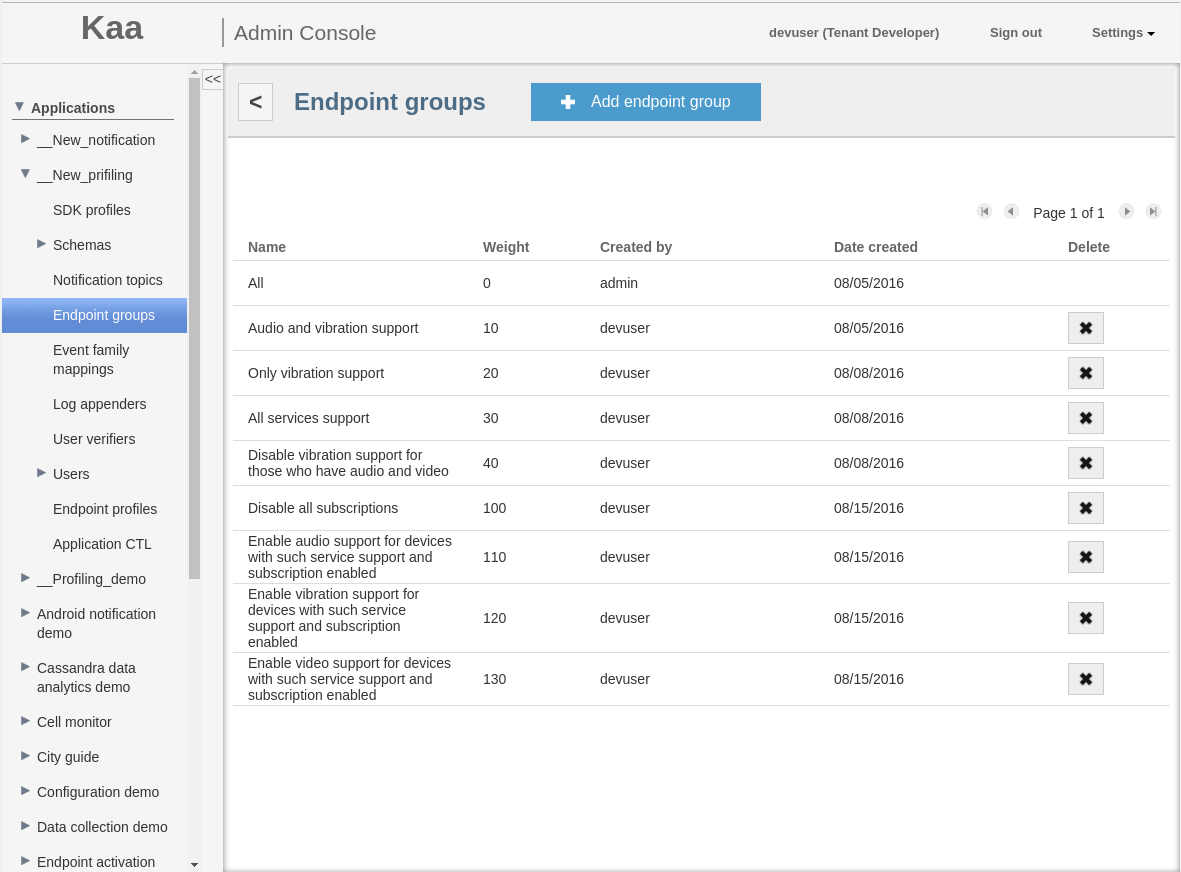 Kaa
Admin Console
devuser (Tenant Developer)
Sign out
Settings
<<
Applications
__New_notification
__New_prifiling
SDK profiles
Schemas
Notification topics
Endpoint groups
Event family
mappings
Log appenders
User verifiers
Users
Endpoint profiles
Application CTL
__Profiling_demo
Android notification
demo
Cassandra data
analytics demo
Cell monitor
City guide
Configuration demo
Data collection demo
Endpoint activation
<
Endpoint groups
Add endpoint group
Page 1 of 1
Name Weight Created by Date created Delete
All 0 admin 08/05/2016
Audio and vibration support 10 devuser 08/05/2016
Only vibration support 20 devuser 08/08/2016
All services support 30 devuser 08/08/2016
Disable vibration support for
those who have audio and video 40 devuser 08/08/2016
Disable all subscriptions 100 devuser 08/15/2016
Enable audio support for devices
with such service support and 110 devuser 08/15/2016
subscription enabled
Enable vibration support for
devices with such service
support and subscription 120 devuser 08/15/2016
enabled
Enable video support for devices
with such service support and 130 devuser 08/15/2016
subscription enabled